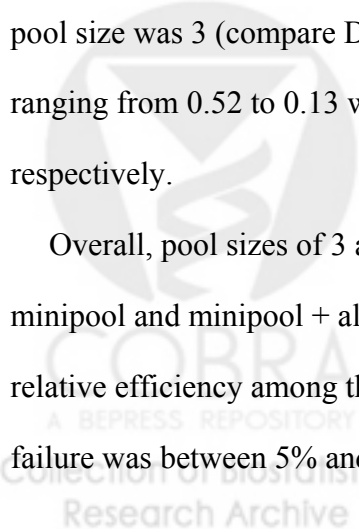 pool size was 3 (compare D
ranging from 0.52 to 0.13 w
respectively.
Overall, pool sizes of 3 a
minipool and minipool + al
COBRA
relative efficiency among th
A BEPRESS REPOSITORY
failure was between 5% and
Collection of Biostatistics
Research Archive